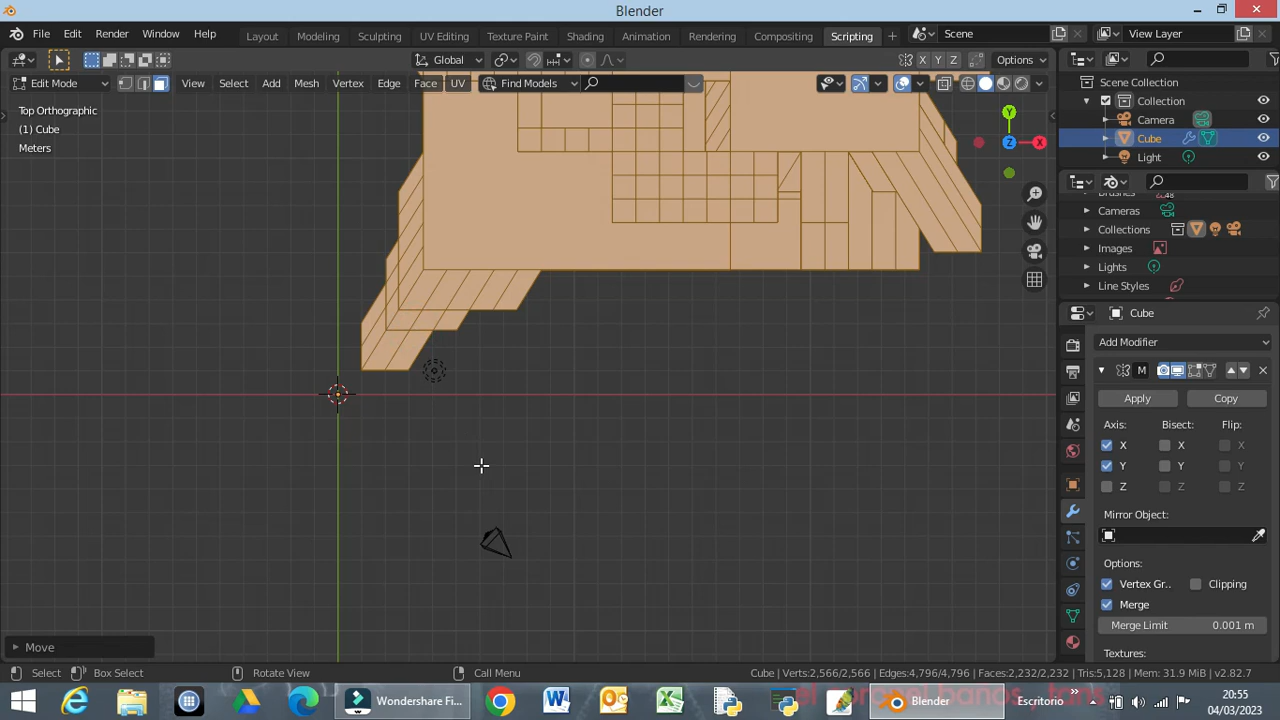 Blender
File Edit Render Window Help
Layout Modeling Sculpting UV Editing Texture Paint Shading Animation Rendering Compositing Scripting
Scene
View Layer
Global
X Y Z
Options
Edit Mode
View Select Add Mesh Vertex Edge Face UV
Find Models
Top Orthographic
(1) Cube
Meters
Y
Z
X
Scene Collection
Collection
Camera
Cube
Light
Cameras
Collections
Images
Lights
Line Styles
Cube
Add Modifier
M
Apply
Copy
Axis: Bisect: Flip:
X X X
Y Y Y
Z Z Z
Mirror Object:
Options:
Vertex Gr..
Clipping
Merge
Merge Limit 0.001 m
Textures:
Move
Select Box Select Rotate View Call Menu
Cube | Verts:2,566/2,566 | Edges:4,796/4,796 | Faces:2,232/2,232 | Tris:5,128 | Mem: 31.9 MiB | v2.82.7
Wondershare Fi...
Blender
Escritorio
20:55
04/03/2023